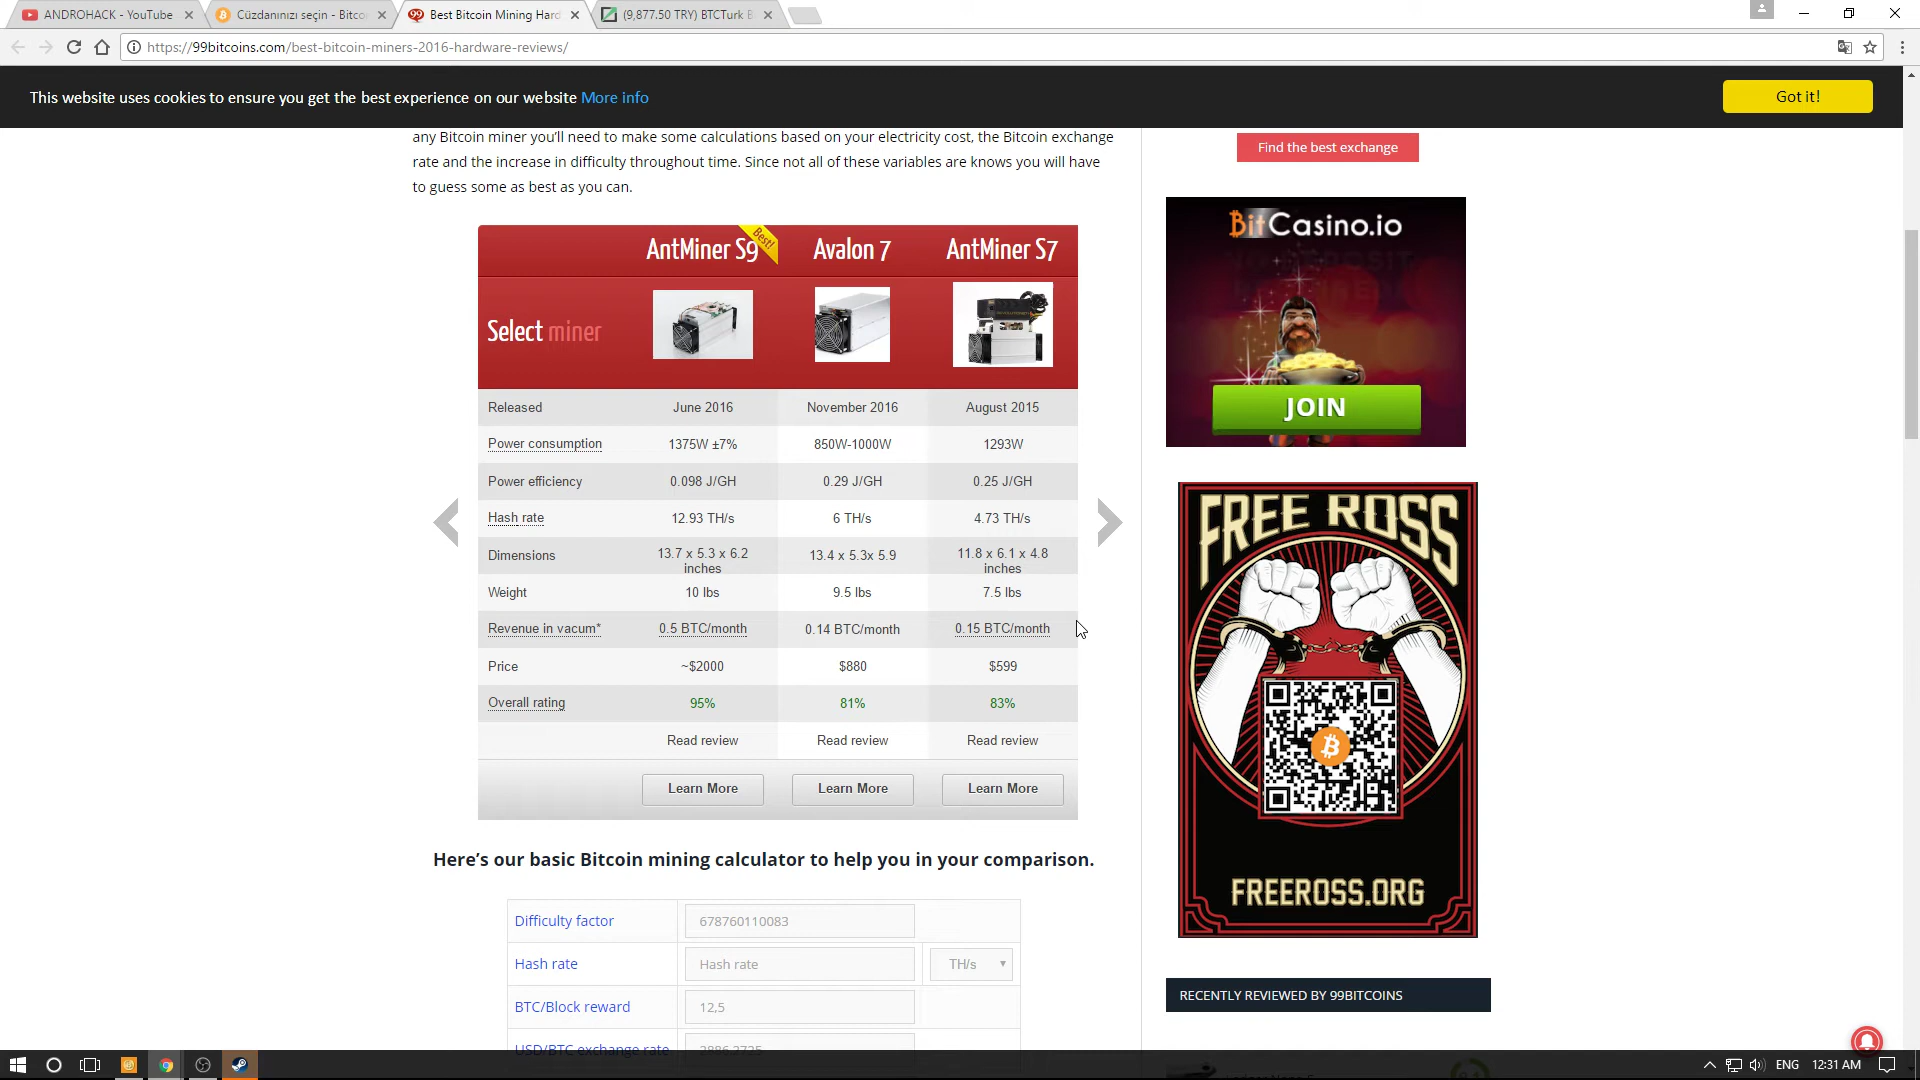 ANDROHACK - YouTube
Cüzdanınızı seçin - Bitco
Best Bitcoin Mining Hard
(9,877.50 TRY) BTCTurk B
https://99bitcoins.com/best-bitcoin-miners-2016-hardware-reviews/
This website uses cookies to ensure you get the best experience on our website More info
Got it!
any Bitcoin miner you'll need to make some calculations based on your electricity cost, the Bitcoin exchange
rate and the increase in difficulty throughout time. Since not all of these variables are knows you will have
to guess some as best as you can.
AntMiner S9 Best! Avalon 7 AntMiner S7
Select miner
Released June 2016 November 2016 August 2015
Power consumption 1375W ±7% 850W-1000W 1293W
Power efficiency 0.098 J/GH 0.29 J/GH 0.25 J/GH
Hash rate 12.93 TH/s 6 TH/s 4.73 TH/s
Dimensions 13.7 x 5.3 x 6.2 inches 13.4 x 5.3x 5.9 11.8 x 6.1 x 4.8 inches
Weight 10 lbs 9.5 lbs 7.5 lbs
Revenue in vacum* 0.5 BTC/month 0.14 BTC/month 0.15 BTC/month
Price ~$2000 $880 $599
Overall rating 95% 81% 83%
Read review Read review Read review
Learn More Learn More Learn More
Here's our basic Bitcoin mining calculator to help you in your comparison.
Difficulty factor 678760110083
Hash rate Hash rate TH/s
BTC/Block reward 12,5
USD/BTC exchange rate 2886.2725
Find the best exchange
BitCasino.io
JOIN
FREE ROSS
FREEROSS.ORG
RECENTLY REVIEWED BY 99BITCOINS
ENG 12:31 AM